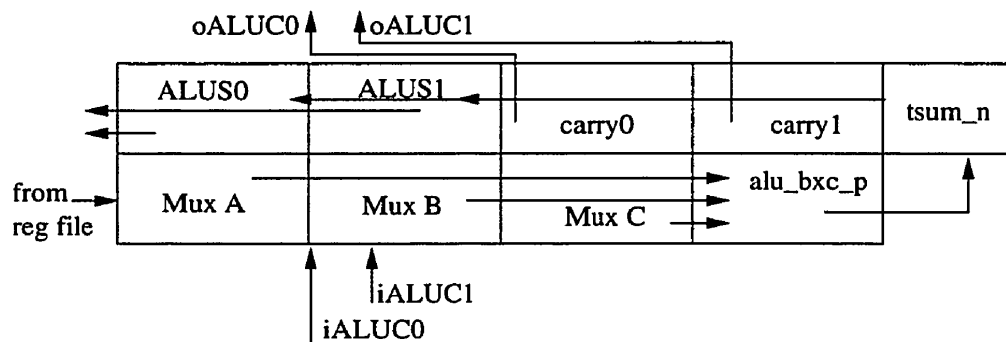 oALUC0
oALUC1
ALUS0
ALUS1
carry0
carry1
tsum_n
from
reg file
Mux A
Mux B
Mux C
alu_bxc_p
iALUC1
iALUC0